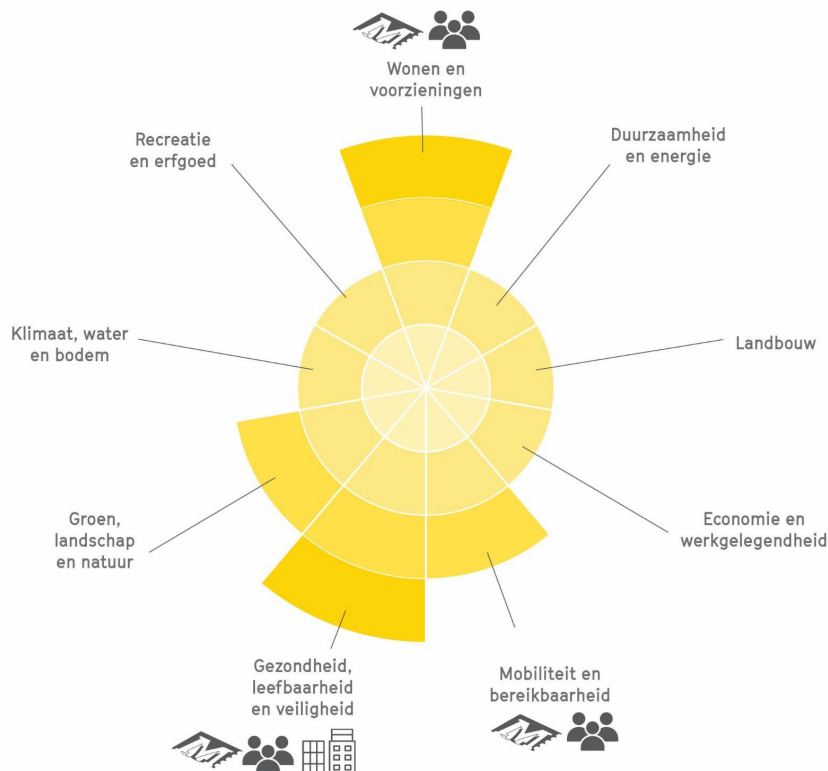 Wonen en
voorzieningen
Recreatie
en erfgoed
Duurzaamheid
en energie
Klimaat, water
en bodem
Landbouw
Groen,
landschap
en natuur
Economie en
werkgelegendheid
Gezondheid,
leefbaarheid
en veiligheid
Mobiliteit en
bereikbaarheid